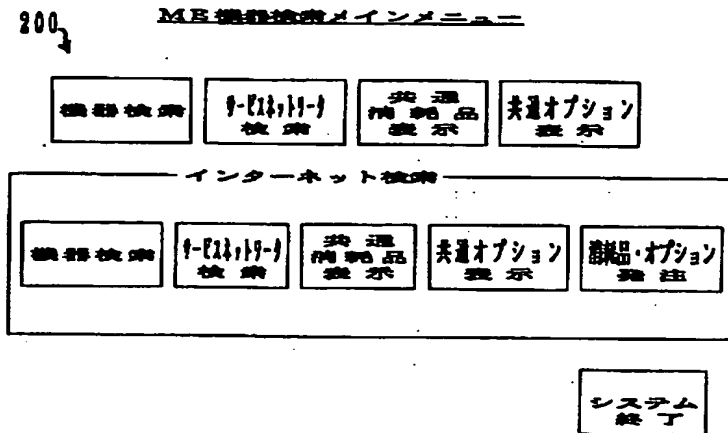 200
ME機器検索メインメニュー
機器検索
サービスネットワーク
検索
共通
消耗品
表示
共通オプション
表示
インターネット検索
機器検索
サービスネットワーク
検索
共通
消耗品
表示
共通オプション
表示
消耗品・オプション
発注
システム
終了